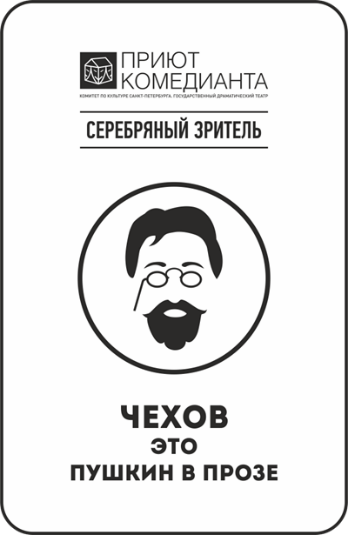 ПРИЮТ
КОМЕДИАНТА
КОМИТЕТ ПО КУЛЬТУРЕ САНКТ-ПЕТЕРБУРГА. ГОСУДАРСТВЕННЫЙ ДРАМАТИЧЕСКИЙ ТЕАТР
СЕРЕБРЯНЫЙ ЗРИТЕЛЬ
ЧЕХОВ
ЭТО
ПУШКИН В ПРОЗЕ